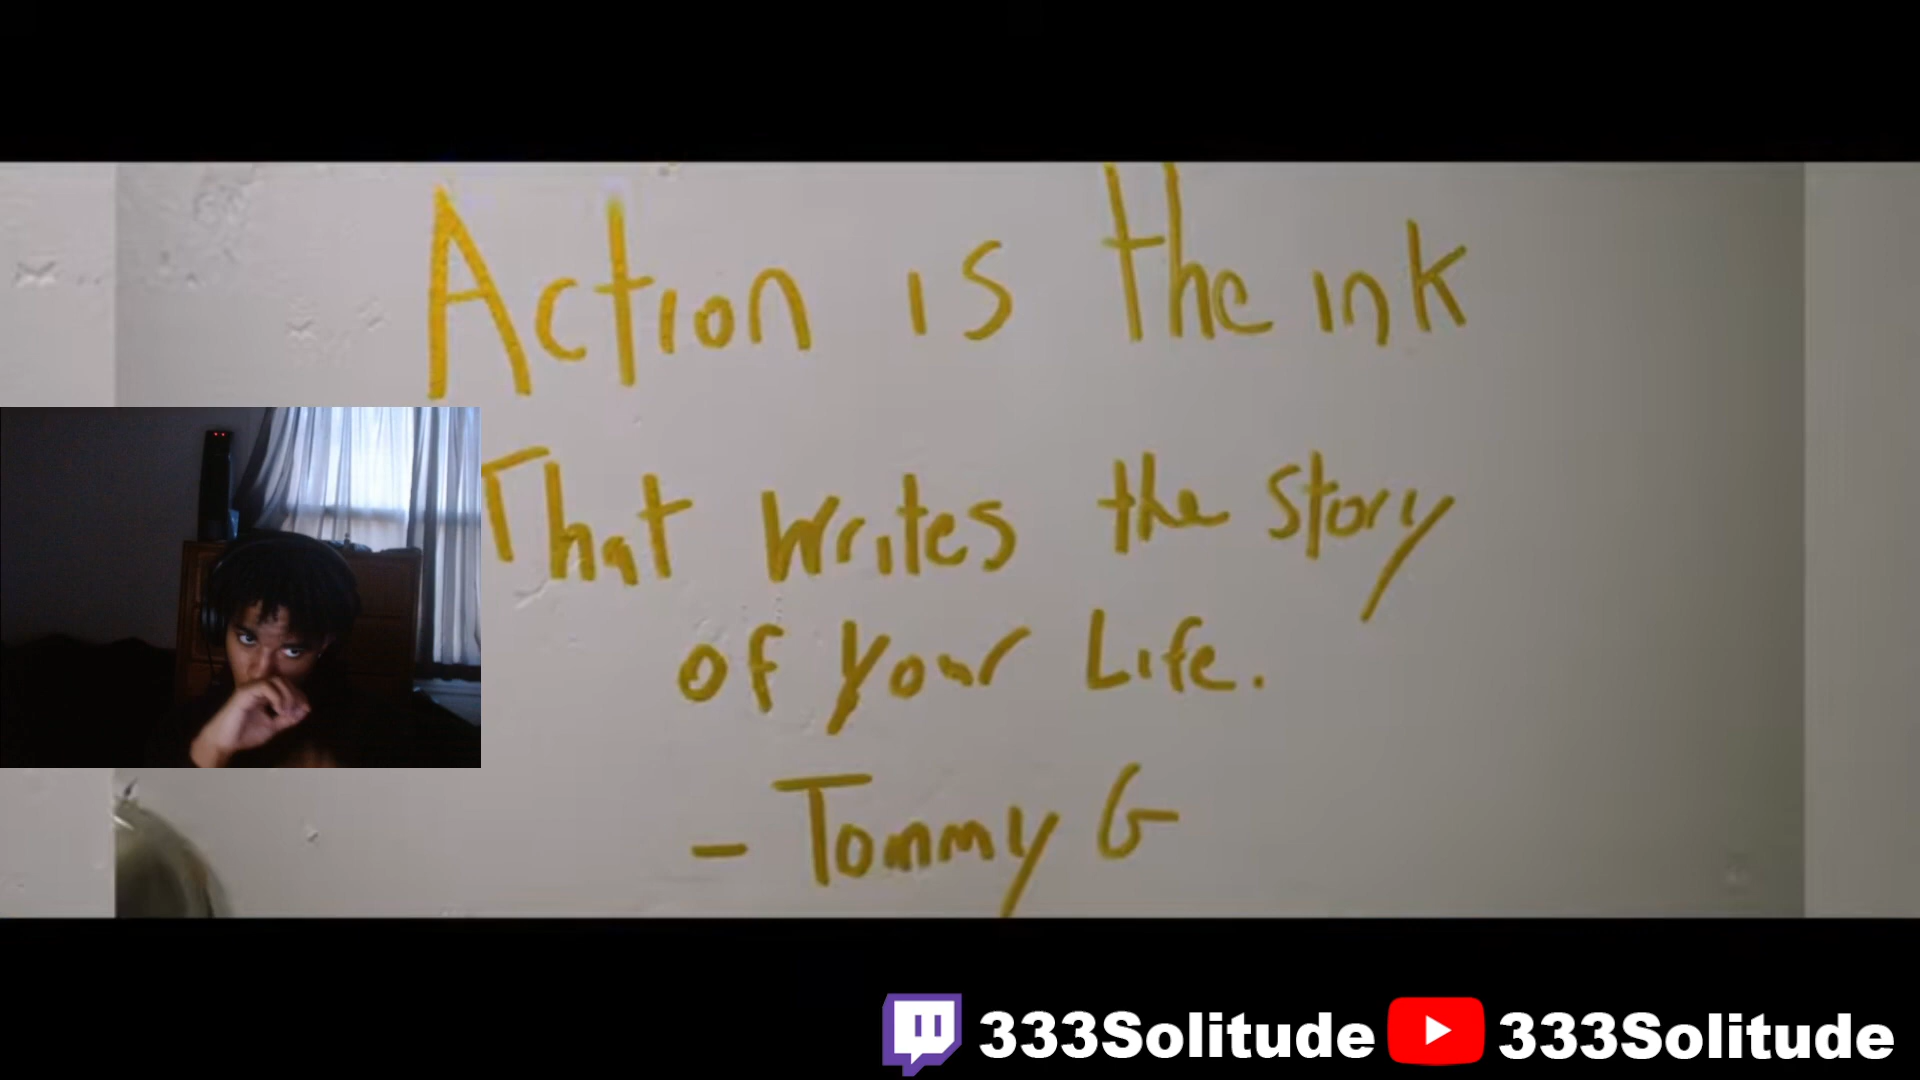 Action is the ink
That writes the story
of your Life.
- Tommy G
333Solitude 333Solitude